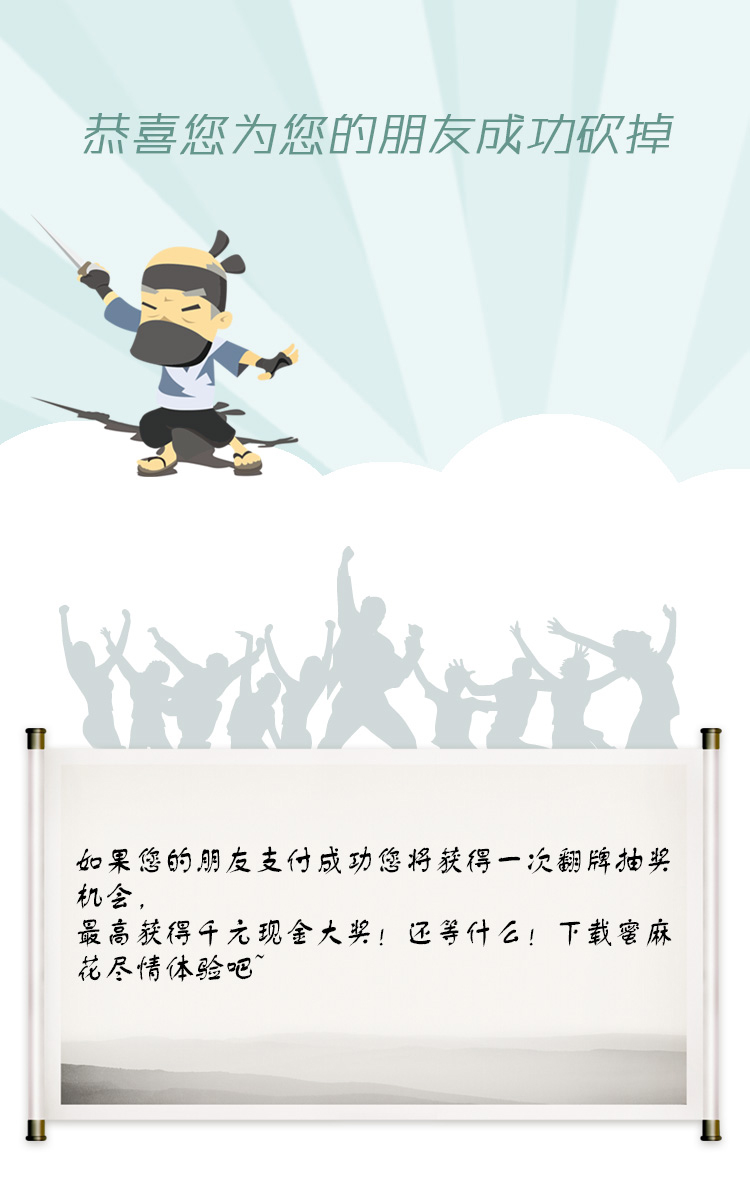 恭喜您为您的朋友成功砍掉
如果您的朋友支付成功您将获得一次翻牌抽奖
机会,
最高获得千元现金大奖！还等什么！下载蜜麻
花尽情体验吧~